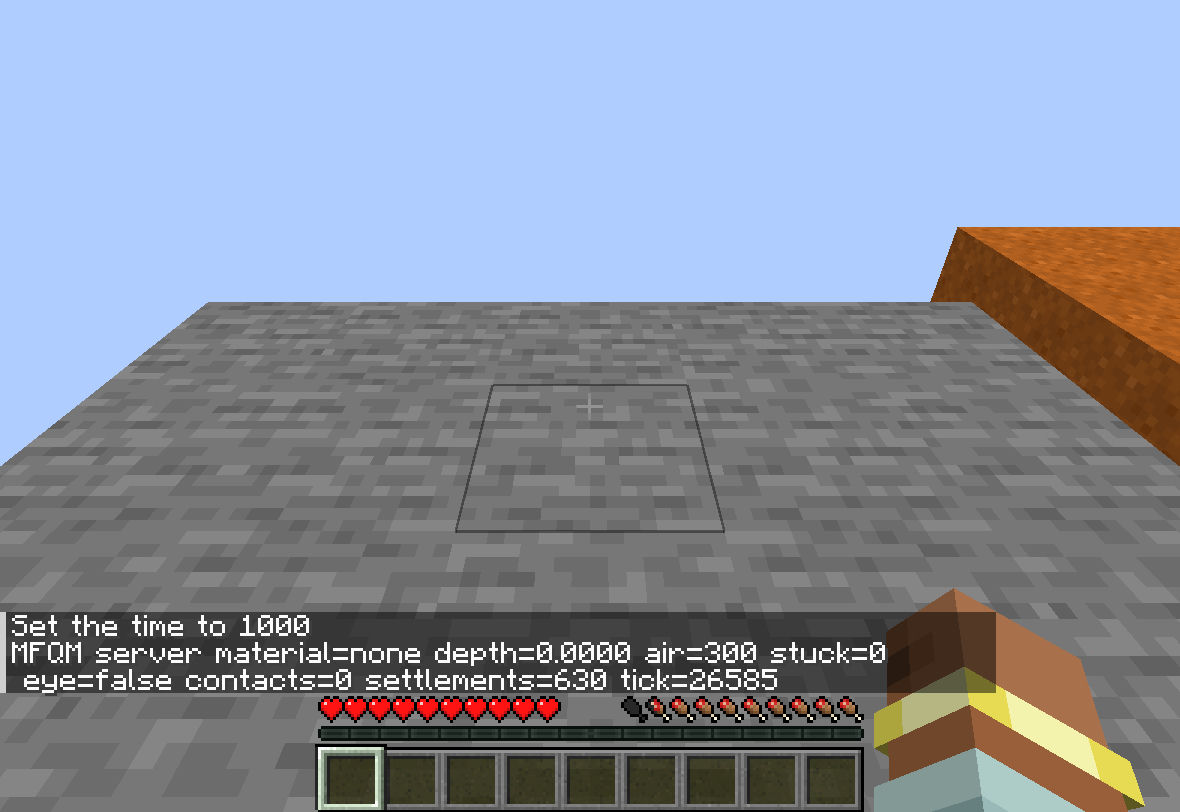 Set the time to 1000
MFQM server material=none depth=0.0000 air=300 stuck=0
eye=false contacts=0 settlements=630 tick=26585